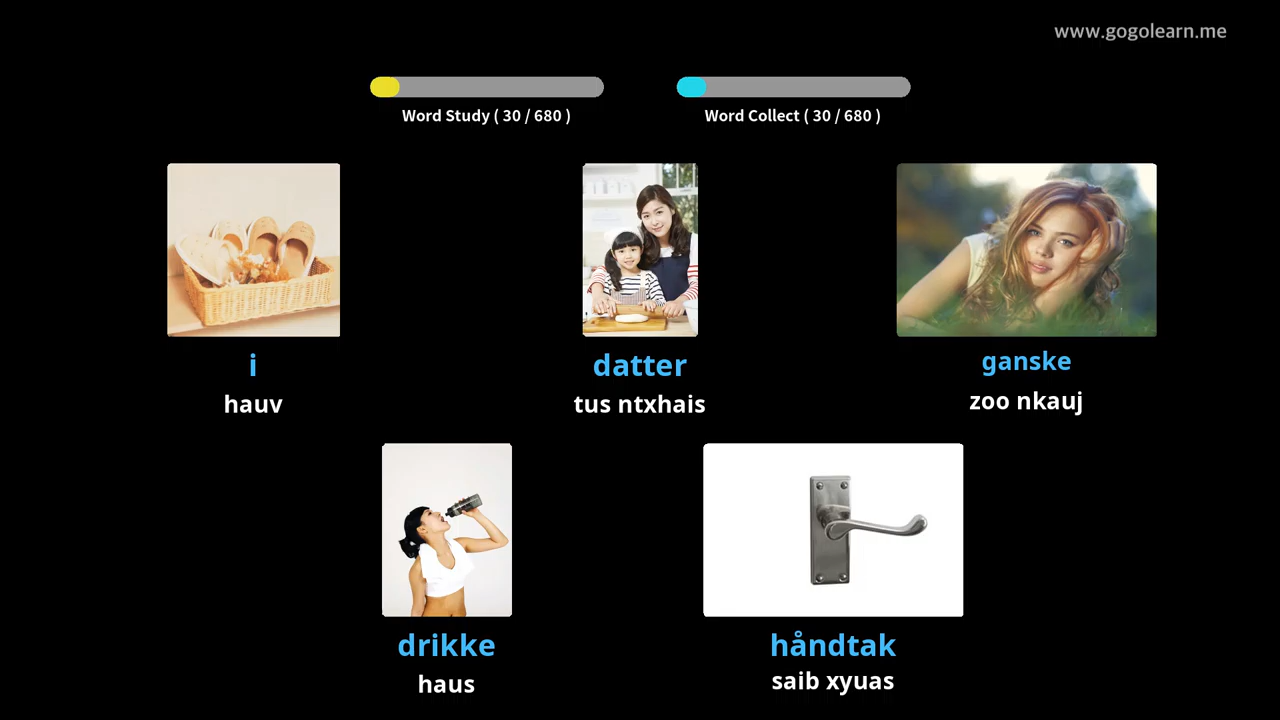 www.gogolearn.me
Word Study ( 30 / 680 )
Word Collect ( 30 / 680 )
i
hauv
datter
tus ntxhais
ganske
zoo nkauj
drikke
haus
håndtak
saib xyuas